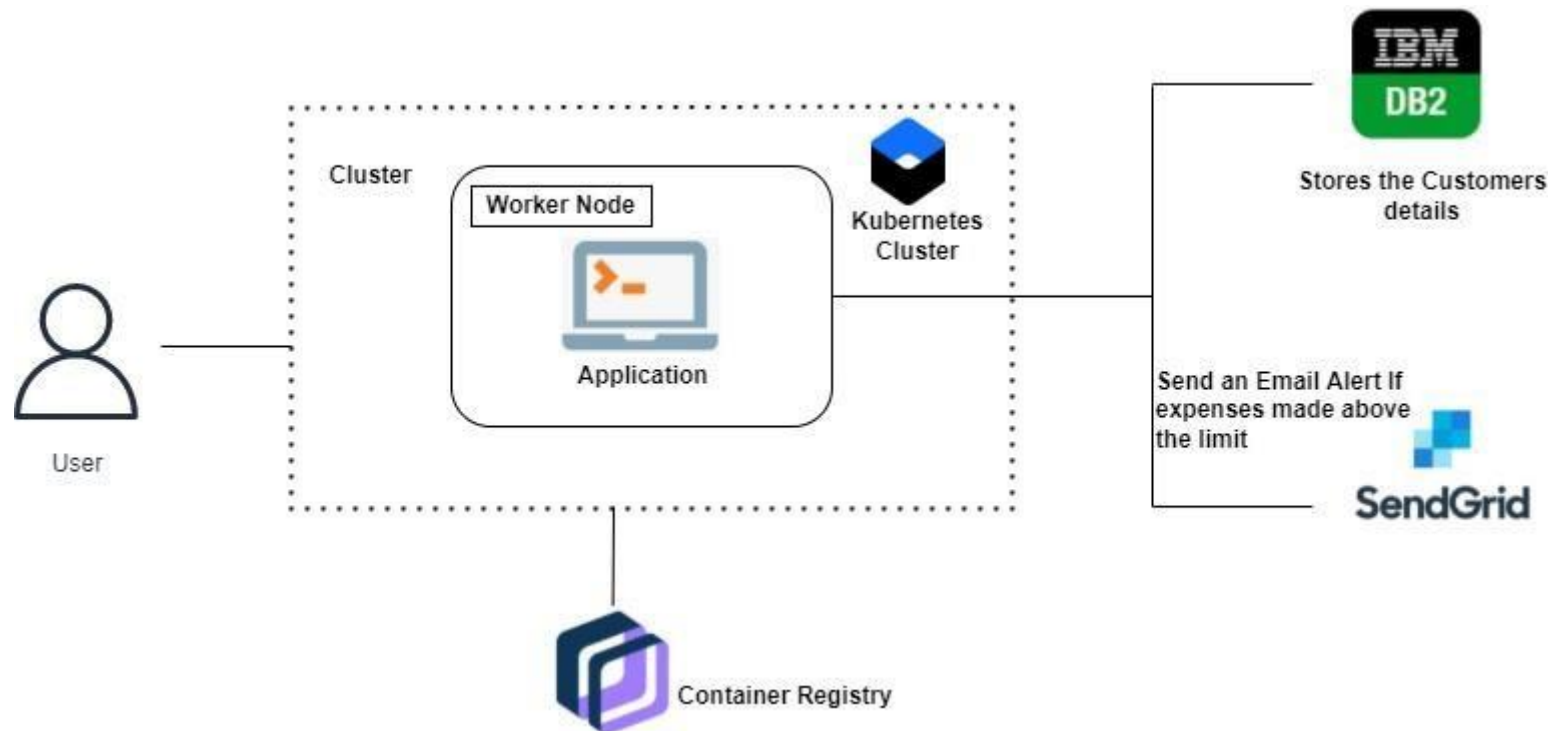 IBM
DB2
Stores the Customers
details
Cluster
Worker Node
Kubernetes
Cluster
Application
User
Send an Email Alert If
expenses made above
the limit
SendGrid
Container Registry